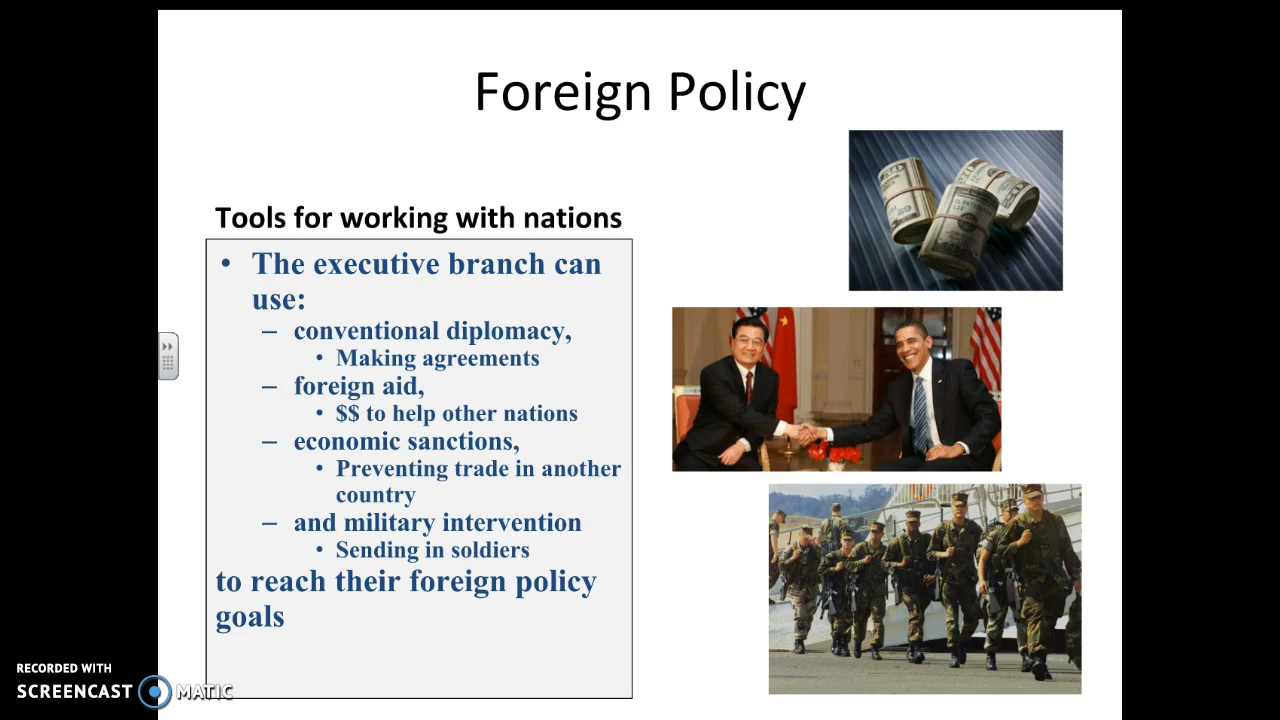 Foreign Policy
Tools for working with nations
• The executive branch can
use:
– conventional diplomacy,
• Making agreements
– foreign aid,
• $$ to help other nations
– economic sanctions,
• Preventing trade in another
country
– and military intervention
• Sending in soldiers
to reach their foreign policy
goals
RECORDED WITH
SCREENCAST MATIC